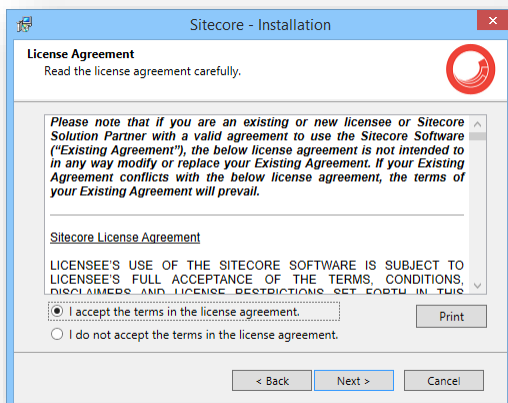 Sitecore - Installation
License Agreement
Read the license agreement carefully.
Please note that if you are an existing or new licensee or Sitecore
Solution Partner with a valid agreement to use the Sitecore Software
(“Existing Agreement”), the below license agreement is not intended to
in any way modify or replace your Existing Agreement. If your Existing
Agreement conflicts with the below license agreement, the terms of
your Existing Agreement will prevail.
Sitecore License Agreement
LICENSEE'S USE OF THE SITECORE SOFTWARE IS SUBJECT TO
LICENSEE'S FULL ACCEPTANCE OF THE TERMS, CONDITIONS,
DISCLAIMERS AND LICENSE RESTRICTIONS SET FORTH IN THIS
I accept the terms in the license agreement.
Print
I do not accept the terms in the license agreement.
< Back
Next >
Cancel